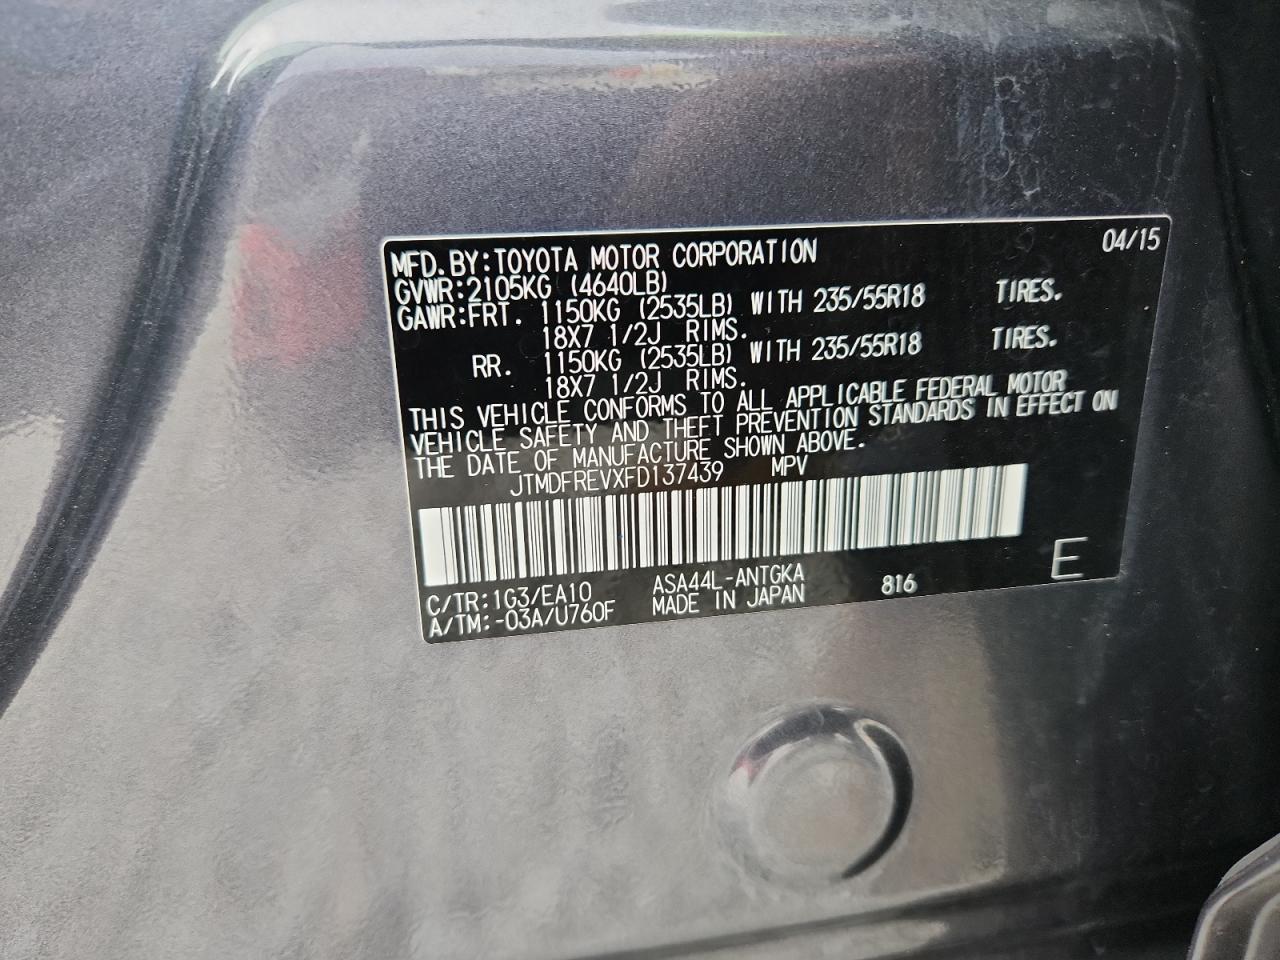 MFD.BY:TOYOTA MOTOR CORPORATION 04/15
GVWR:2105KG (4640LB)
GAWR:FRT. 1150KG (2535LB) WITH 235/55R18 TIRES.
18X7 1/2J RIMS.
RR. 1150KG (2535LB) WITH 235/55R18 TIRES.
18X7 1/2J RIMS.
THIS VEHICLE CONFORMS TO ALL APPLICABLE FEDERAL MOTOR
VEHICLE SAFETY AND THEFT PREVENTION STANDARDS IN EFFECT ON
THE DATE OF MANUFACTURE SHOWN ABOVE.
JTMDFREVXFD137439 MPV
C/TR:1G3/EA10 ASA44L-ANTGKA 816 E
A/TM:-03A/U760F MADE IN JAPAN